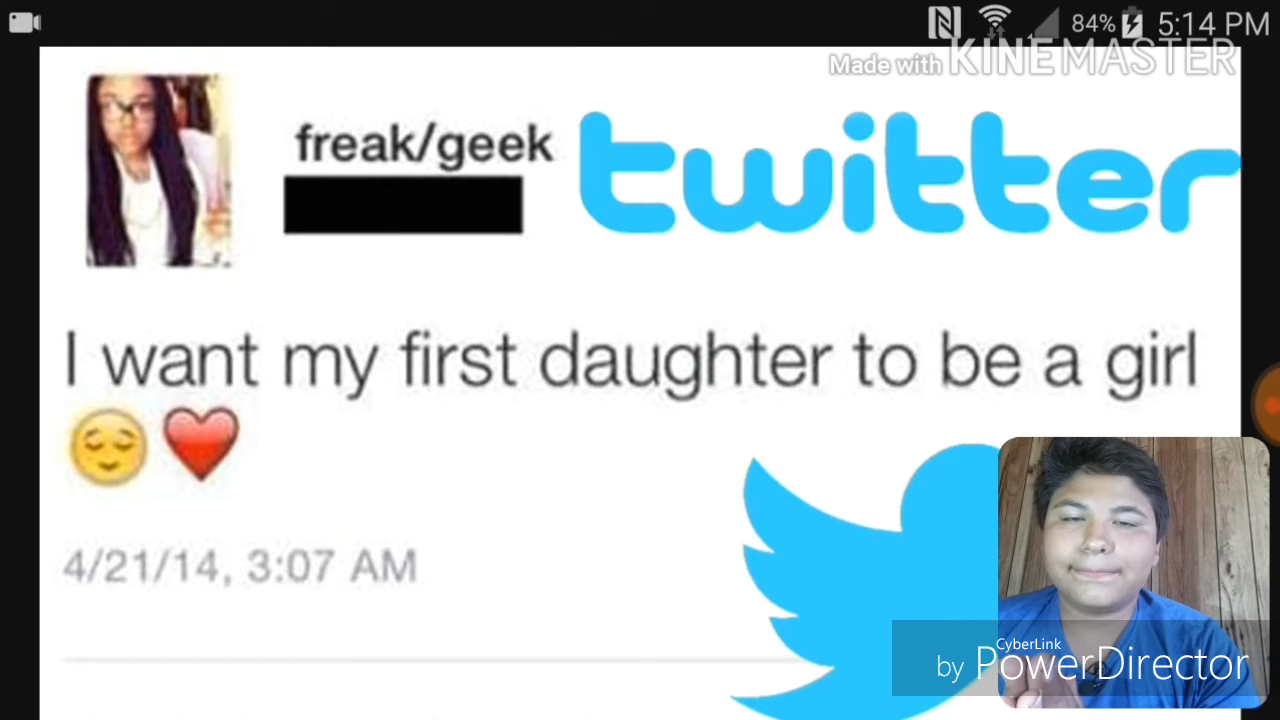 84% 5:14 PM
Made with KINEMASTER
freak/geek
twitter
I want my first daughter to be a girl
4/21/14, 3:07 AM
CyberLink
by PowerDirector